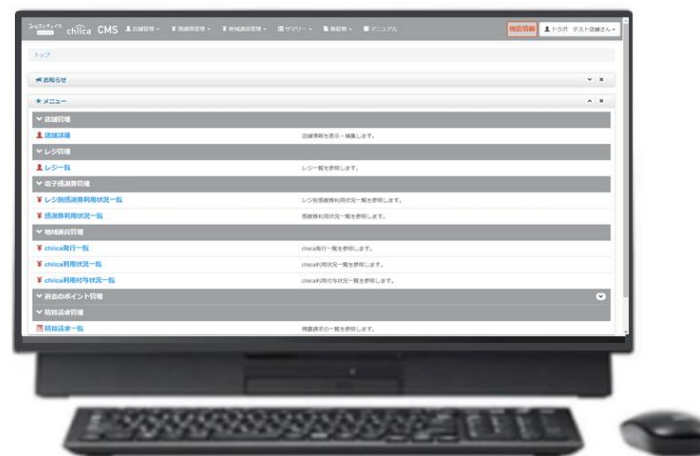 chiica CMS 店舗管理 感謝券管理 地域通貨管理 サマリー マニュアル 機密情報 トラボ テスト店舗さん
トップ
お知らせ
メニュー
店舗管理
店舗詳細 店舗情報を表示・編集します。
レジ管理
レジ一覧 レジ一覧を参照します。
電子感謝券管理
¥ レジ別感謝券利用状況一覧 レジ別感謝券利用状況一覧を参照します。
¥ 感謝券利用状況一覧 感謝券利用状況一覧を参照します。
地域通貨管理
¥ chiica発行一覧 chiica発行一覧を参照します。
¥ chiica利用状況一覧 chiica利用状況一覧を参照します。
¥ chiica利用付与状況一覧 chiica利用付与状況一覧を参照します。
過去のポイント管理
精算請求管理
精算請求一覧 精算請求の一覧を参照します。